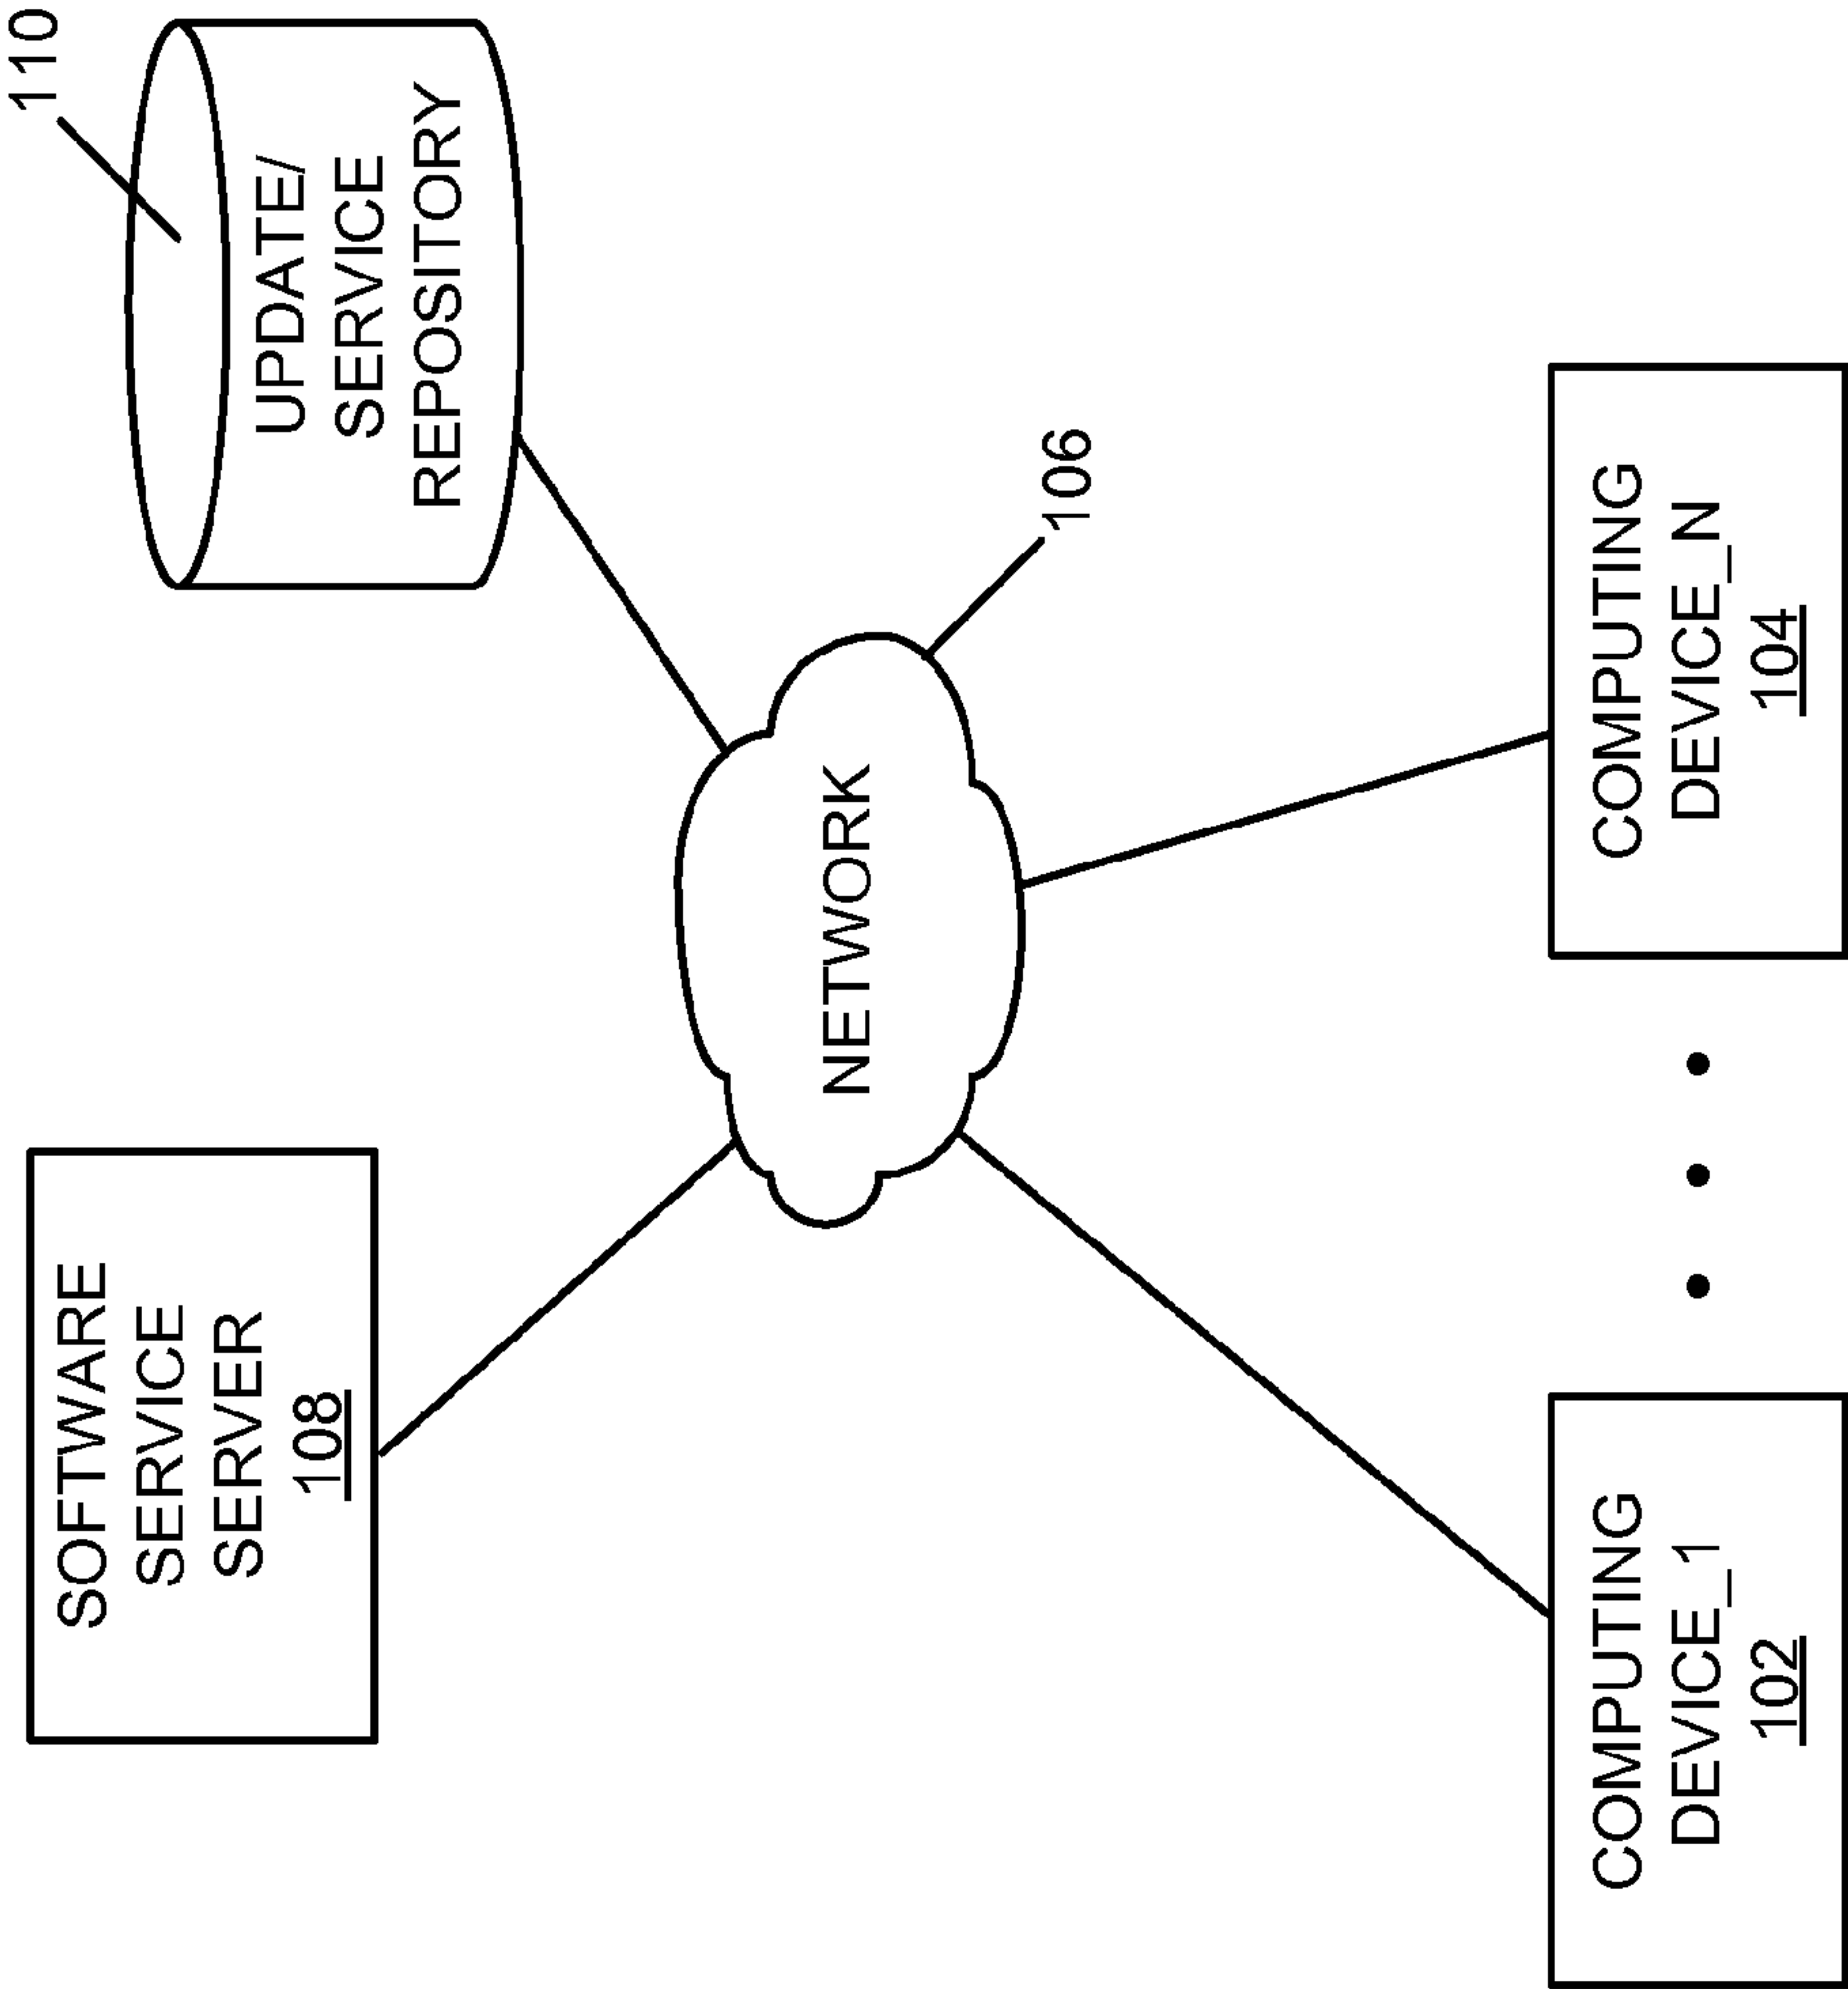 SOFTWARE
SERVICE
SERVER
108
110
UPDATE/
SERVICE
REPOSITORY
NETWORK
106
COMPUTING
DEVICE_1
102
COMPUTING
DEVICE_N
104